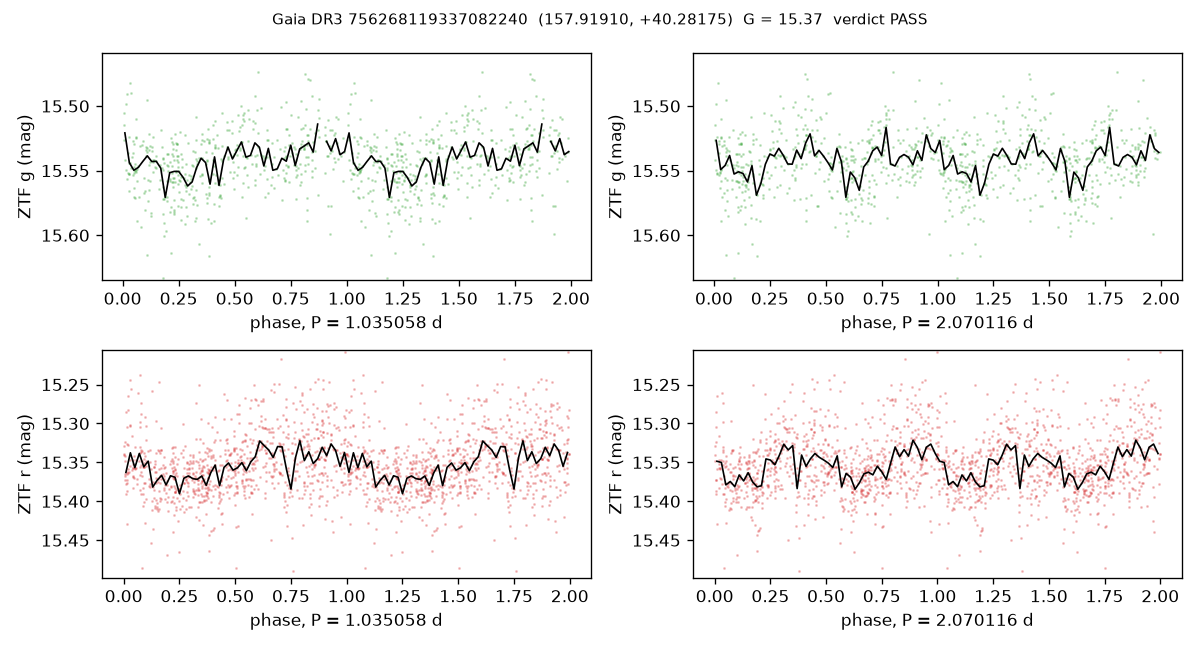 Gaia DR3 756268119337082240 (157.91910, +40.28175) G = 15.37 verdict PASS
ZTF g (mag)
15.50
15.55
15.60
0.00 0.25 0.50 0.75 1.00 1.25 1.50 1.75 2.00
phase, P = 1.035058 d
ZTF g (mag)
15.50
15.55
15.60
0.00 0.25 0.50 0.75 1.00 1.25 1.50 1.75 2.00
phase, P = 2.070116 d
ZTF r (mag)
15.25
15.30
15.35
15.40
15.45
0.00 0.25 0.50 0.75 1.00 1.25 1.50 1.75 2.00
phase, P = 1.035058 d
ZTF r (mag)
15.25
15.30
15.35
15.40
15.45
0.00 0.25 0.50 0.75 1.00 1.25 1.50 1.75 2.00
phase, P = 2.070116 d